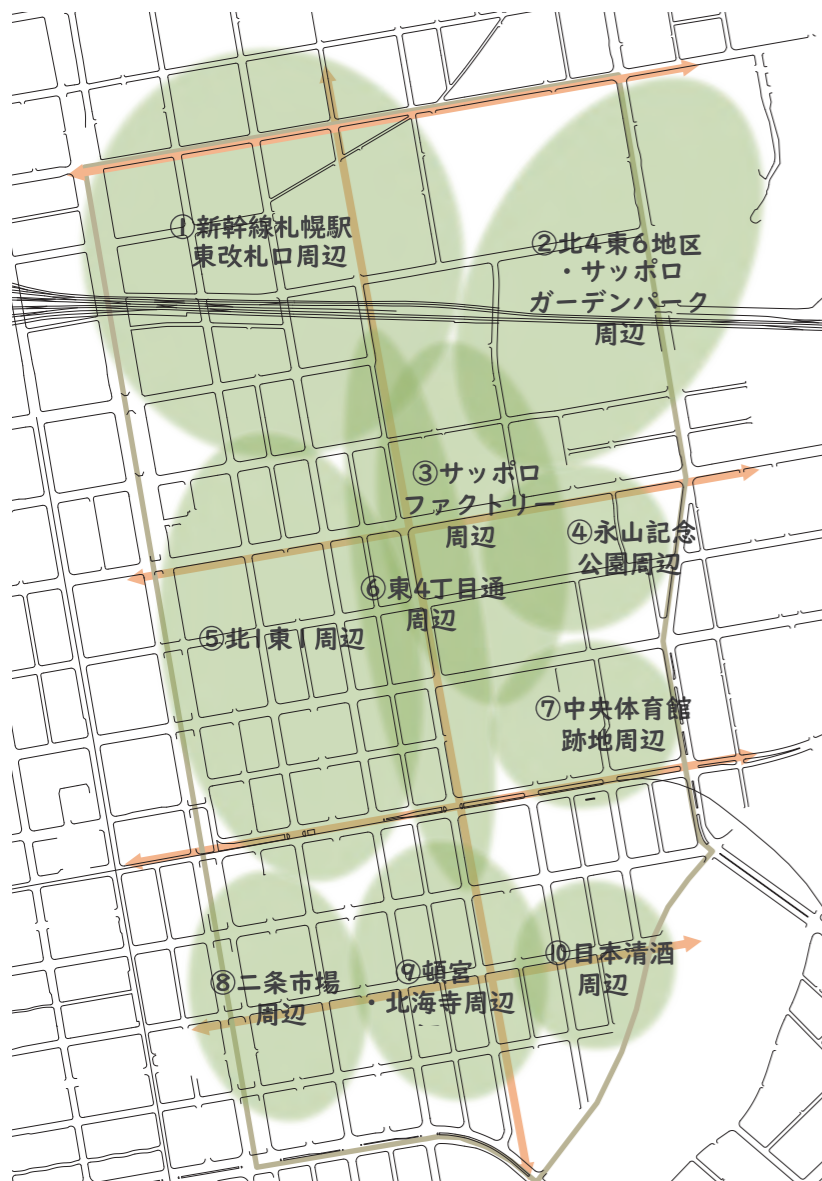 ①新幹線札幌駅
東改札口周辺
②北4東6地区
・サッポロ
ガーデンパーク
周辺
③サッポロ
ファクトリー
周辺
④永山記念
公園周辺
⑤北1東1周辺
⑥東4丁目通
周辺
⑦中央体育館
跡地周辺
⑧二条市場
周辺
⑨頓宮
・北海寺周辺
⑩日本清酒
周辺